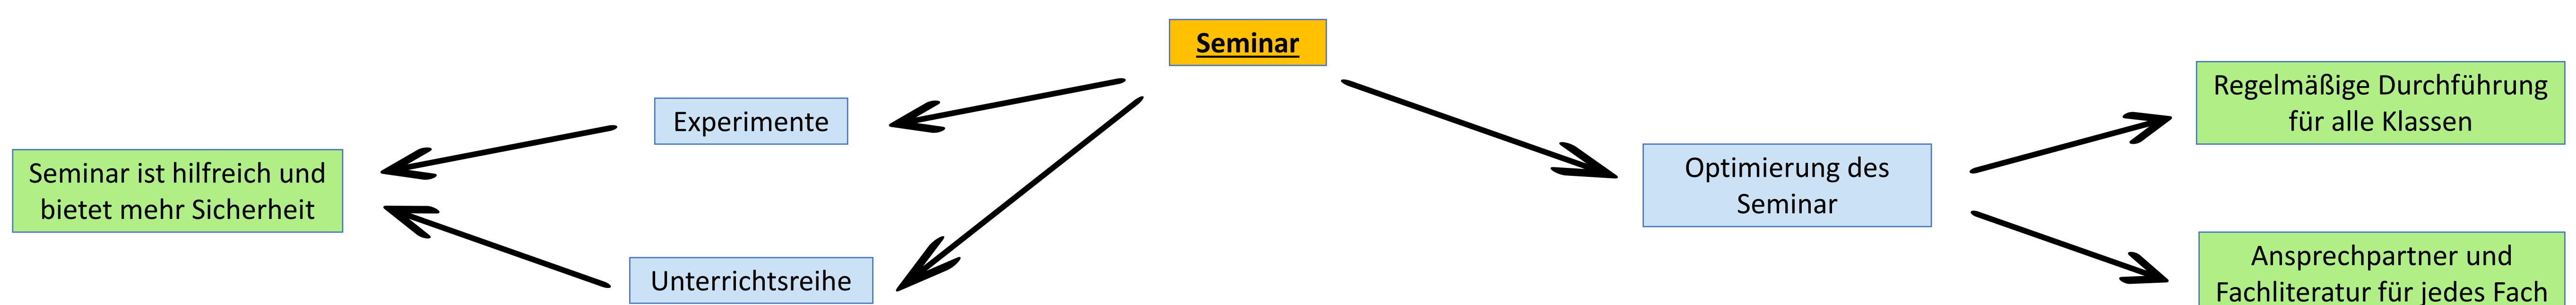 Seminar
Experimente
Seminar ist hilfreich und
bietet mehr Sicherheit
Unterrichtsreihe
Optimierung des
Seminar
Regelmäßige Durchführung
für alle Klassen
Ansprechpartner und
Fachliteratur für jedes Fach